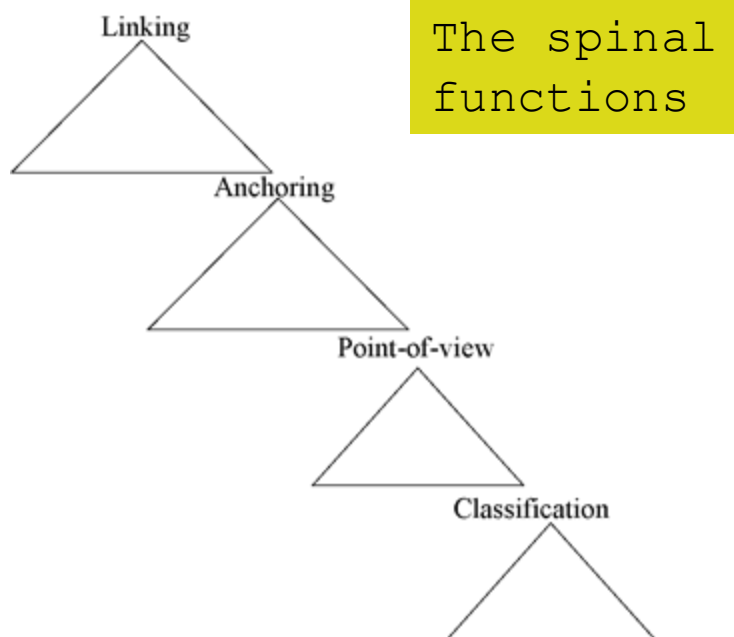 Linking
The spinal
functions
Anchoring
Point-of-view
Classification